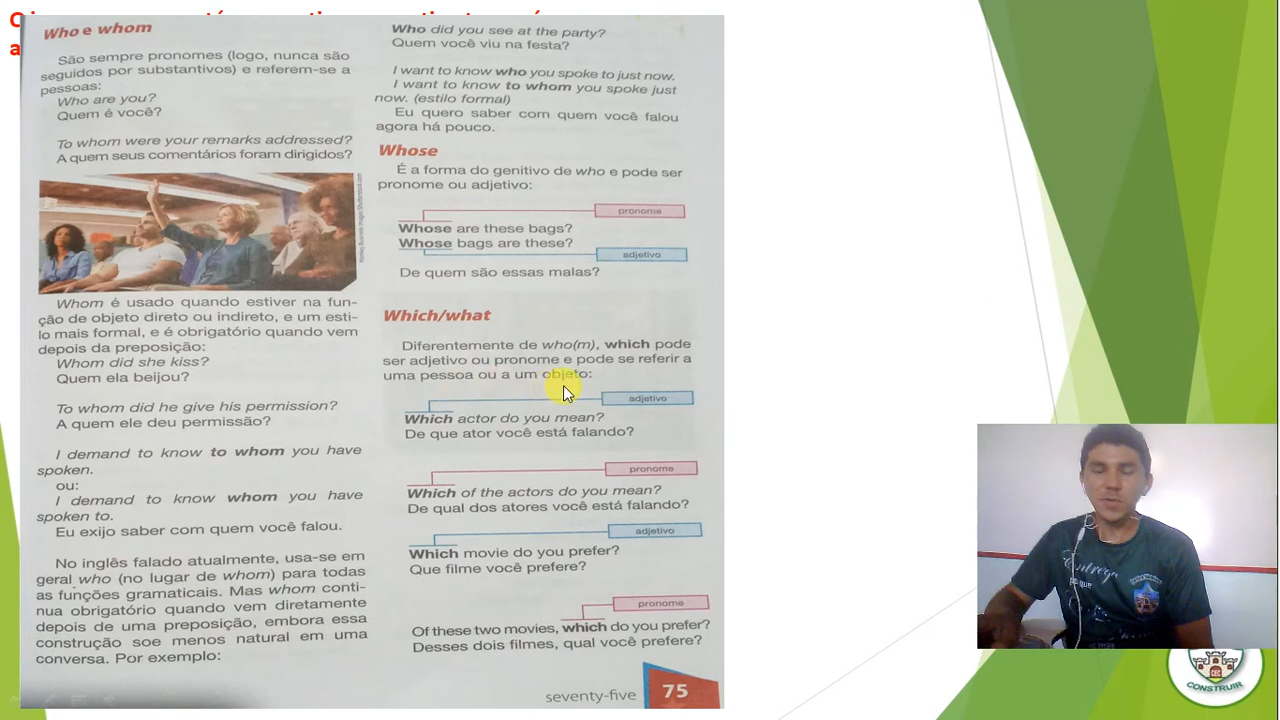 Who e whom
São sempre pronomes (logo, nunca são
seguidos por substantivos) e referem-se a
pessoas:
Who are you?
Quem é você?
To whom were your remarks addressed?
A quem seus comentários foram dirigidos?
Whom é usado quando estiver na fun-
ção de objeto direto ou indireto, e um esti-
lo mais formal, e é obrigatório quando vem
depois da preposição:
Whom did she kiss?
Quem ela beijou?
To whom did he give his permission?
A quem ele deu permissão?
I demand to know to whom you have
spoken.
ou:
I demand to know whom you have
spoken to.
Eu exijo saber com quem você falou.
No inglês falado atualmente, usa-se em
geral who (no lugar de whom) para todas
as funções gramaticais. Mas whom conti-
nua obrigatório quando vem diretamente
depois de uma preposição, embora essa
construção soe menos natural em uma
conversa. Por exemplo:
Who did you see at the party?
Quem você viu na festa?
I want to know who you spoke to just now.
I want to know to whom you spoke just
now. (estilo formal)
Eu quero saber com quem você falou
agora há pouco.
Whose
É a forma do genitivo de who e pode ser
pronome ou adjetivo:
pronome
Whose are these bags?
Whose bags are these?
adjetivo
De quem são essas malas?
Which/what
Diferentemente de who(m), which pode
ser adjetivo ou pronome e pode se referir a
uma pessoa ou a um objeto:
adjetivo
Which actor do you mean?
De que ator você está falando?
pronome
Which of the actors do you mean?
De qual dos atores você está falando?
adjetivo
Which movie do you prefer?
Que filme você prefere?
pronome
Of these two movies, which do you prefer?
Desses dois filmes, qual você prefere?
seventy-five 75
Entrega
CEC
CONSTRUIR